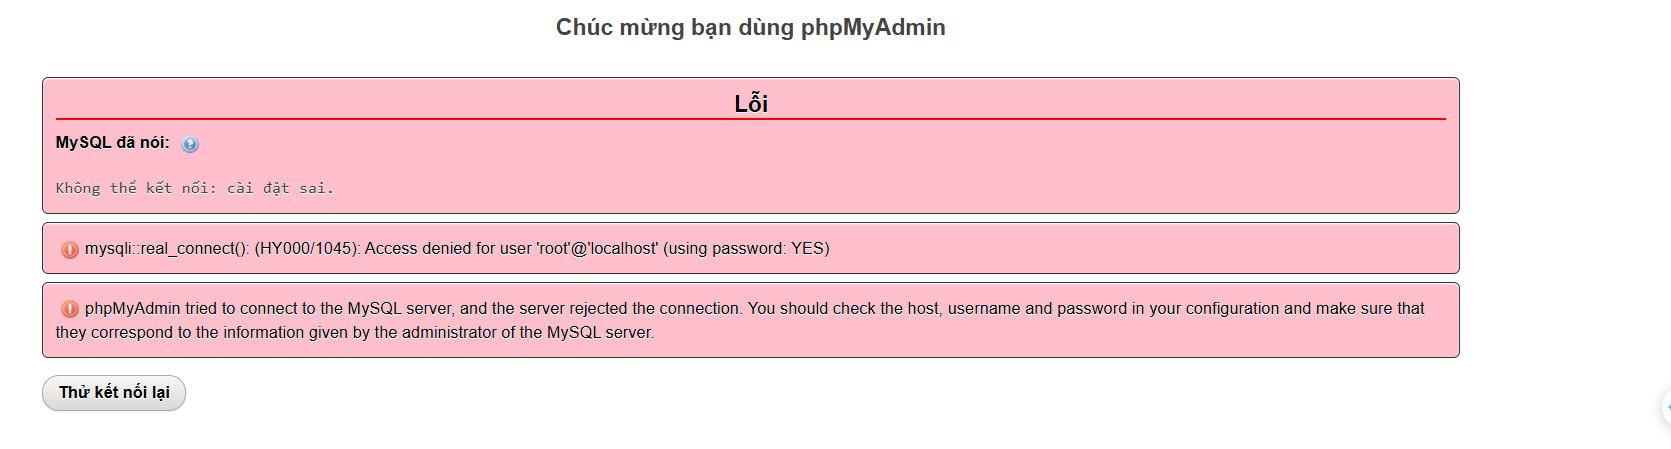 Chúc mừng bạn dùng phpMyAdmin
Lỗi
MySQL đã nói:
Không thể kết nối: cài đặt sai.
mysqli::real_connect(): (HY000/1045): Access denied for user 'root'@'localhost' (using password: YES)
phpMyAdmin tried to connect to the MySQL server, and the server rejected the connection. You should check the host, username and password in your configuration and make sure that
they correspond to the information given by the administrator of the MySQL server.
Thử kết nối lại